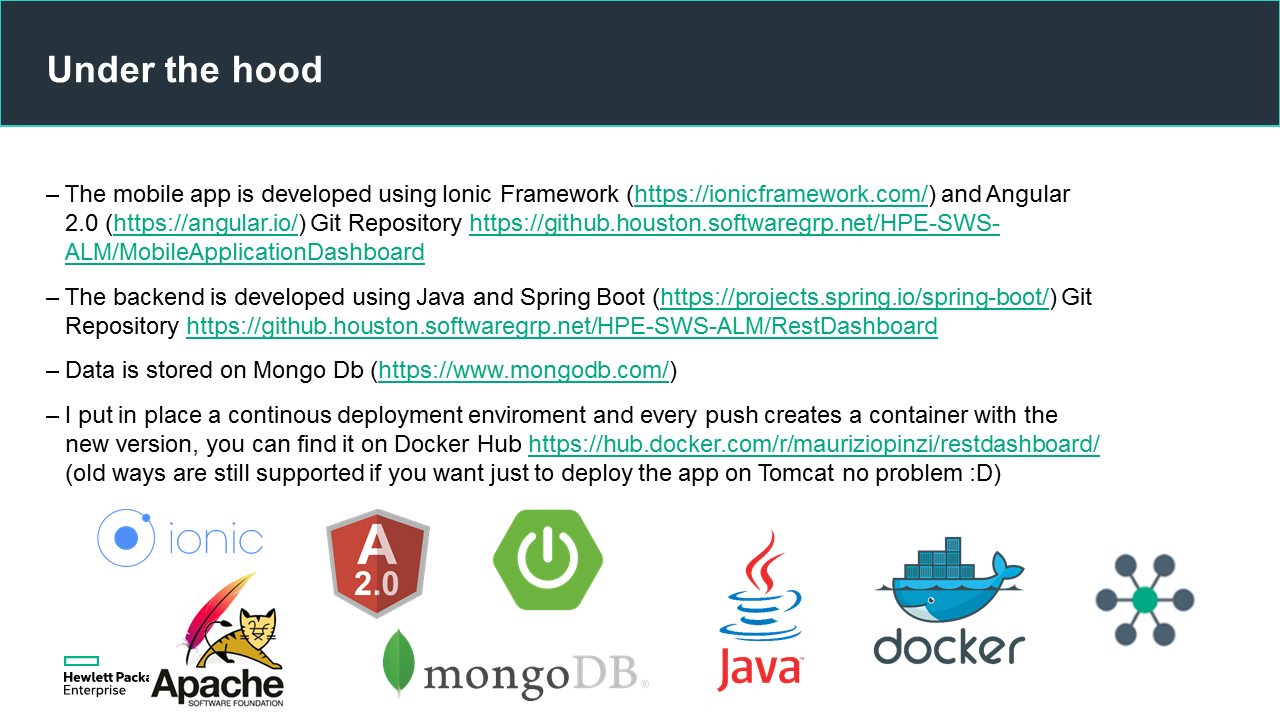 Under the hood
– The mobile app is developed using Ionic Framework (https://ionicframework.com/) and Angular
2.0 (https://angular.io/) Git Repository https://github.houston.softwaregrp.net/HPE-SWS-
ALM/MobileApplicationDashboard
– The backend is developed using Java and Spring Boot (https://projects.spring.io/spring-boot/) Git
Repository https://github.houston.softwaregrp.net/HPE-SWS-ALM/RestDashboard
– Data is stored on Mongo Db (https://www.mongodb.com/)
– I put in place a continous deployment enviroment and every push creates a container with the
new version, you can find it on Docker Hub https://hub.docker.com/r/mauriziopinzi/restdashboard/
(old ways are still supported if you want just to deploy the app on Tomcat no problem :D)
ionic
A
2.0
Java™
docker
mongoDB®
Hewlett Packa
Enterprise
Apache
SOFTWARE FOUNDATION